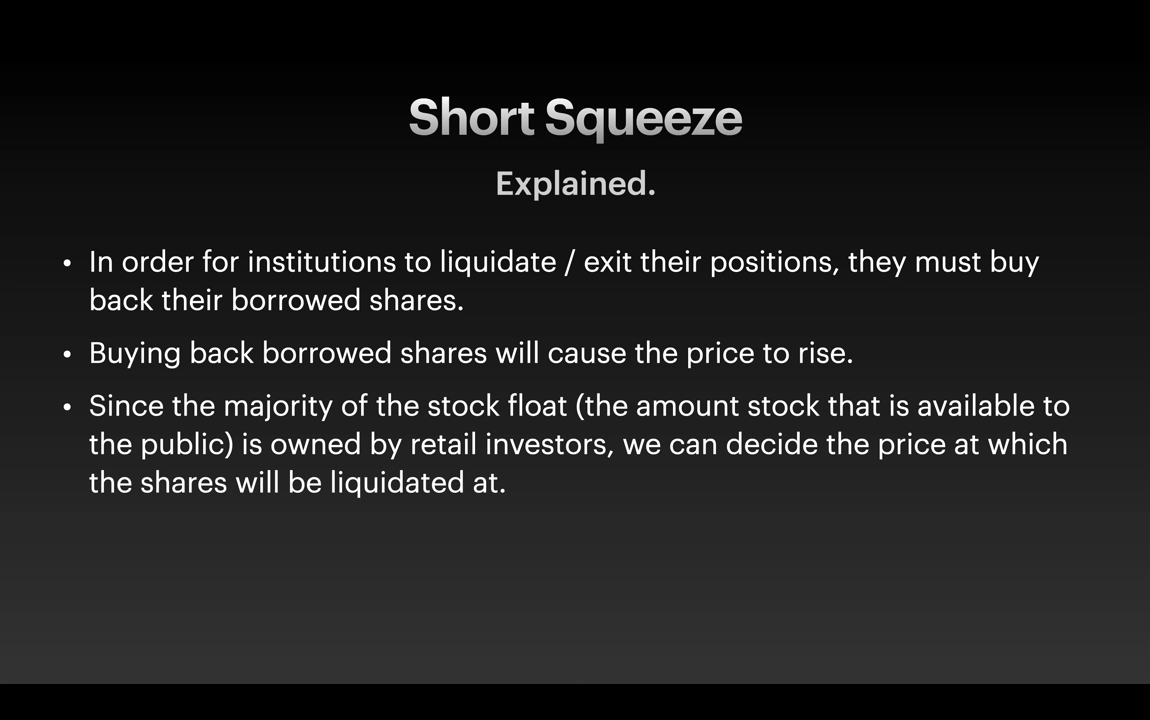 Short Squeeze
Explained.
• In order for institutions to liquidate / exit their positions, they must buy
back their borrowed shares.
• Buying back borrowed shares will cause the price to rise.
• Since the majority of the stock float (the amount stock that is available to
the public) is owned by retail investors, we can decide the price at which
the shares will be liquidated at.